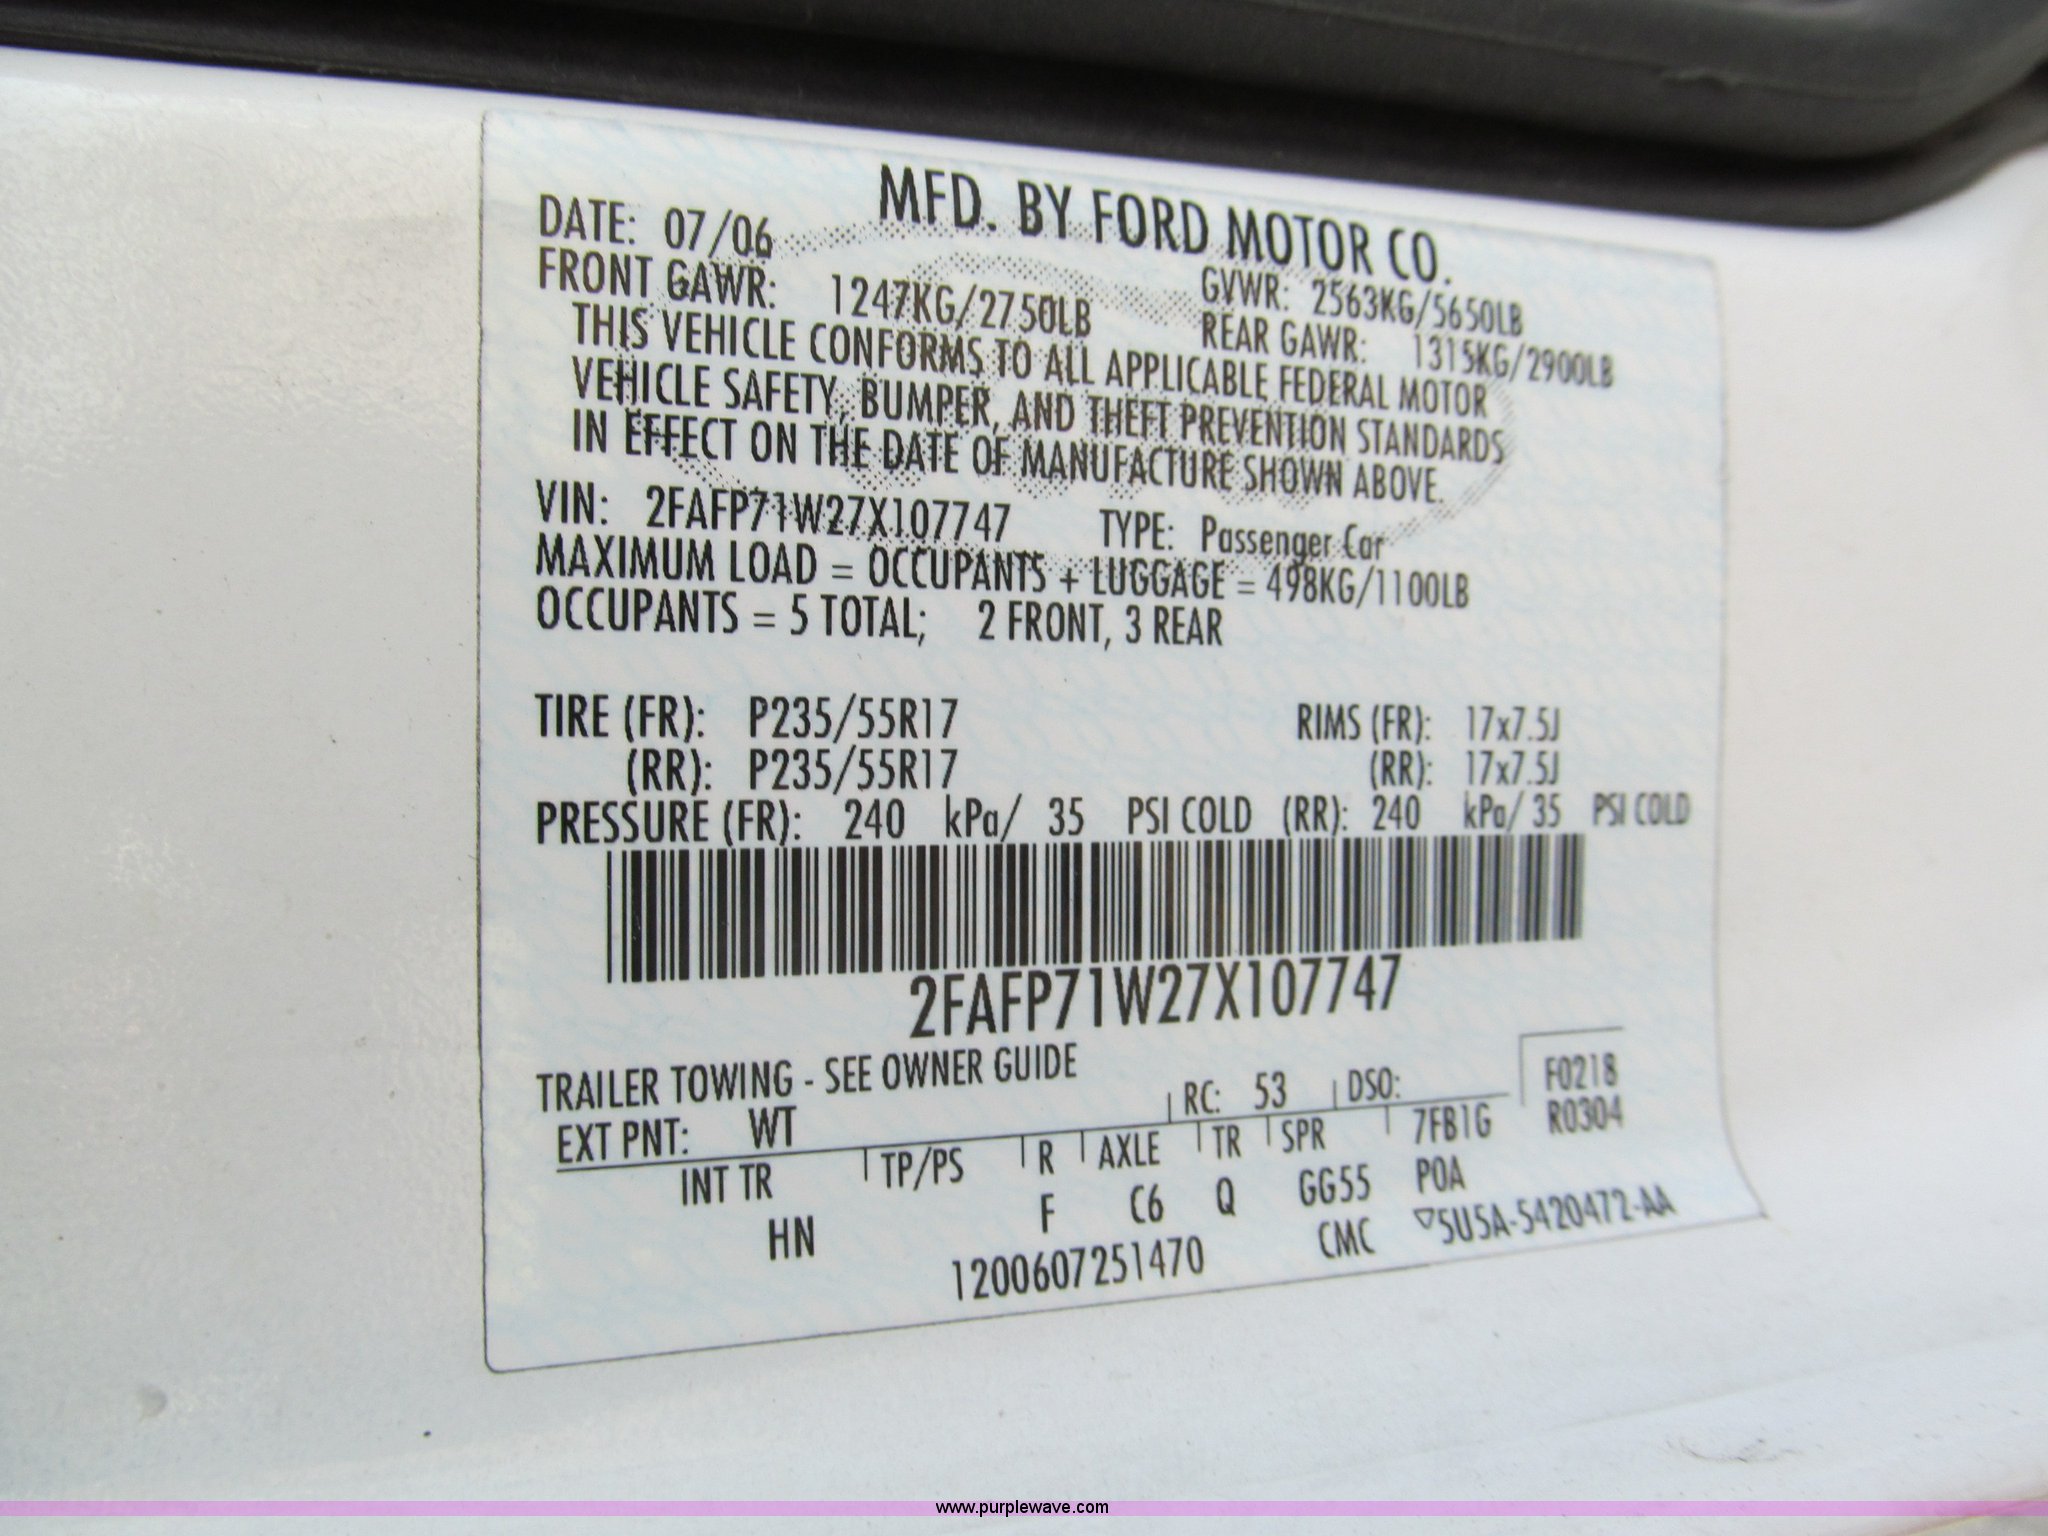 MFD. BY FORD MOTOR CO.
DATE: 07/06
GVWR: 2563KG/5650LB
FRONT GAWR: 1247KG/2750LB
REAR GAWR: 1315KG/2900LB
THIS VEHICLE CONFORMS TO ALL APPLICABLE FEDERAL MOTOR
VEHICLE SAFETY, BUMPER, AND THEFT PREVENTION STANDARDS
IN EFFECT ON THE DATE OF MANUFACTURE SHOWN ABOVE.
VIN: 2FAFP71W27X107747 TYPE: Passenger Car
MAXIMUM LOAD = OCCUPANTS + LUGGAGE = 498KG/1100LB
OCCUPANTS = 5 TOTAL; 2 FRONT, 3 REAR
TIRE (FR): P235/55R17 RIMS (FR): 17x7.5J
(RR): P235/55R17 (RR): 17x7.5J
PRESSURE (FR): 240 kPa/ 35 PSI COLD (RR): 240 kPa/ 35 PSI COLD
2FAFP71W27X107747
TRAILER TOWING - SEE OWNER GUIDE
EXT PNT: WT RC: 53 DSO: F0218
INT TR TP/PS R AXLE TR SPR 7FB1G R0304
HN F C6 Q GG55 POA
1200607251470 CMC ▽5U5A-5420472-AA
www.purplewave.com